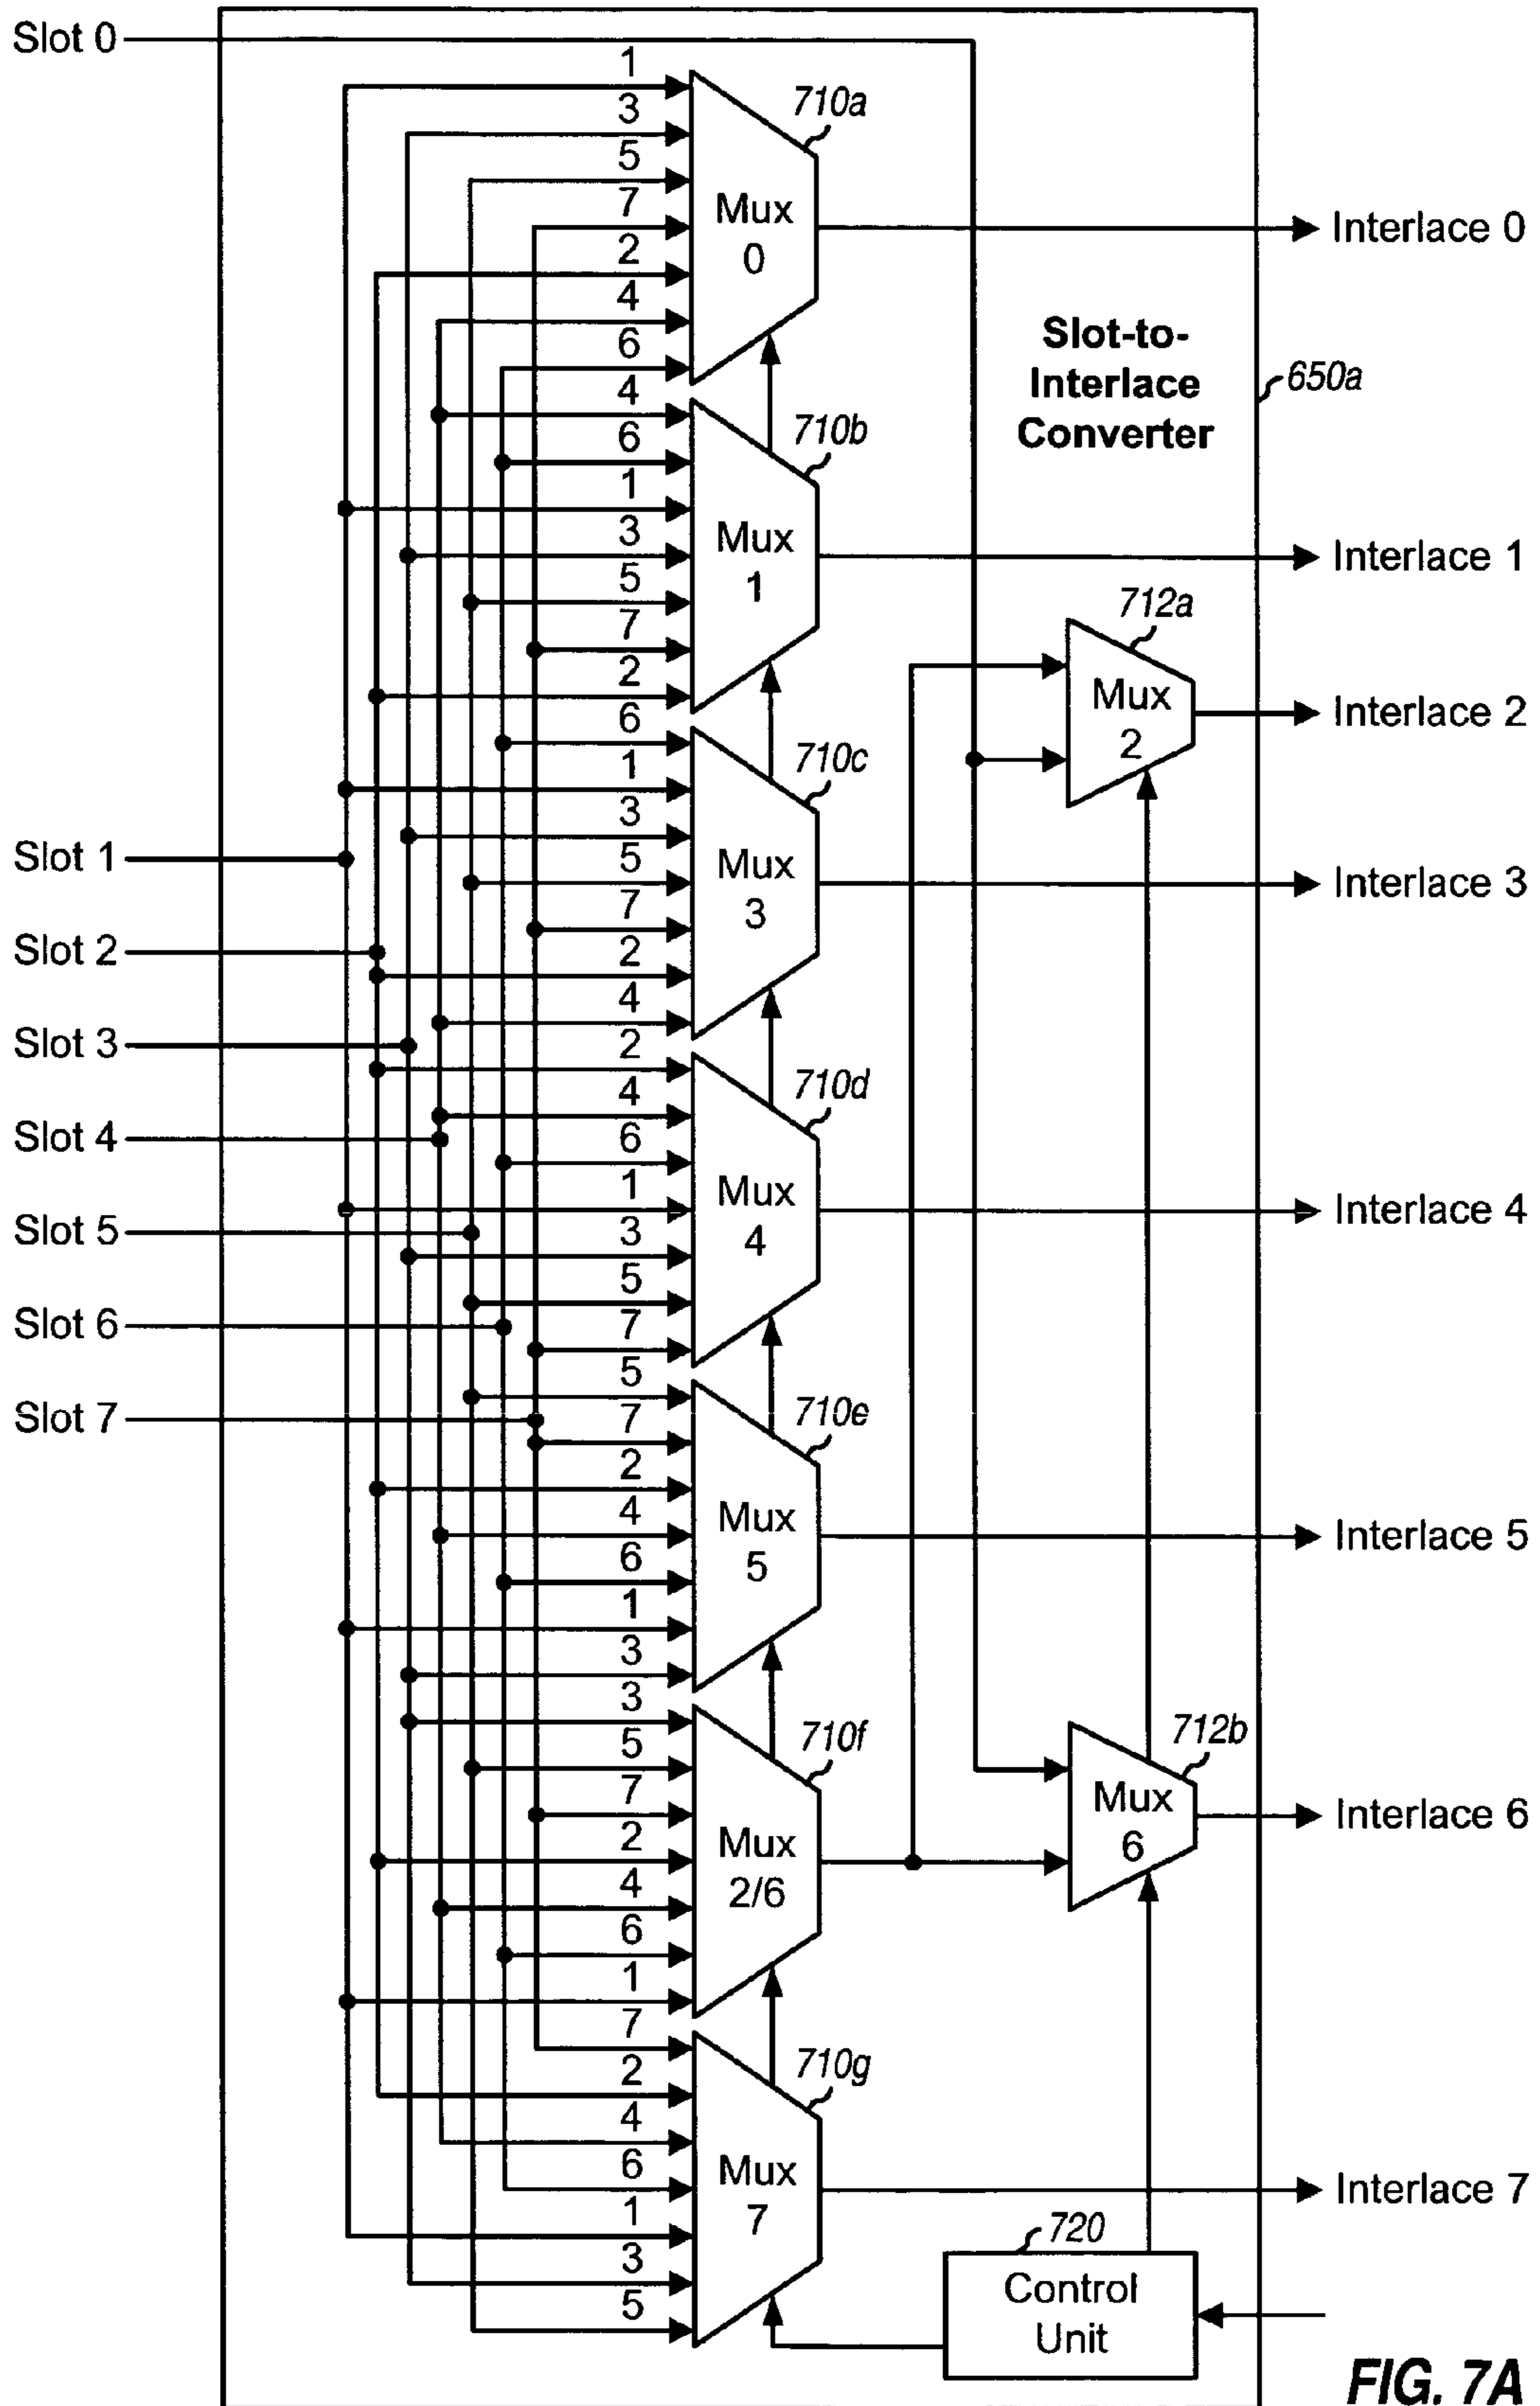 Slot 0
1
3
5
7
2
4
6
710a
Mux
0
Interlace 0
Slot-to-
Interlace
Converter
650a
4
6
1
3
5
7
2
710b
Mux
1
Interlace 1
712a
Mux
2
Interlace 2
Slot 1
Slot 2
Slot 3
Slot 4
Slot 5
Slot 6
Slot 7
6
1
3
5
7
2
4
710c
Mux
3
Interlace 3
2
4
6
1
3
5
7
710d
Mux
4
Interlace 4
5
7
2
4
6
1
3
710e
Mux
5
Interlace 5
3
5
7
2
4
6
1
710f
Mux
2/6
712b
Mux
6
Interlace 6
7
2
4
6
1
3
5
710g
Mux
7
Interlace 7
720
Control
Unit
FIG. 7A